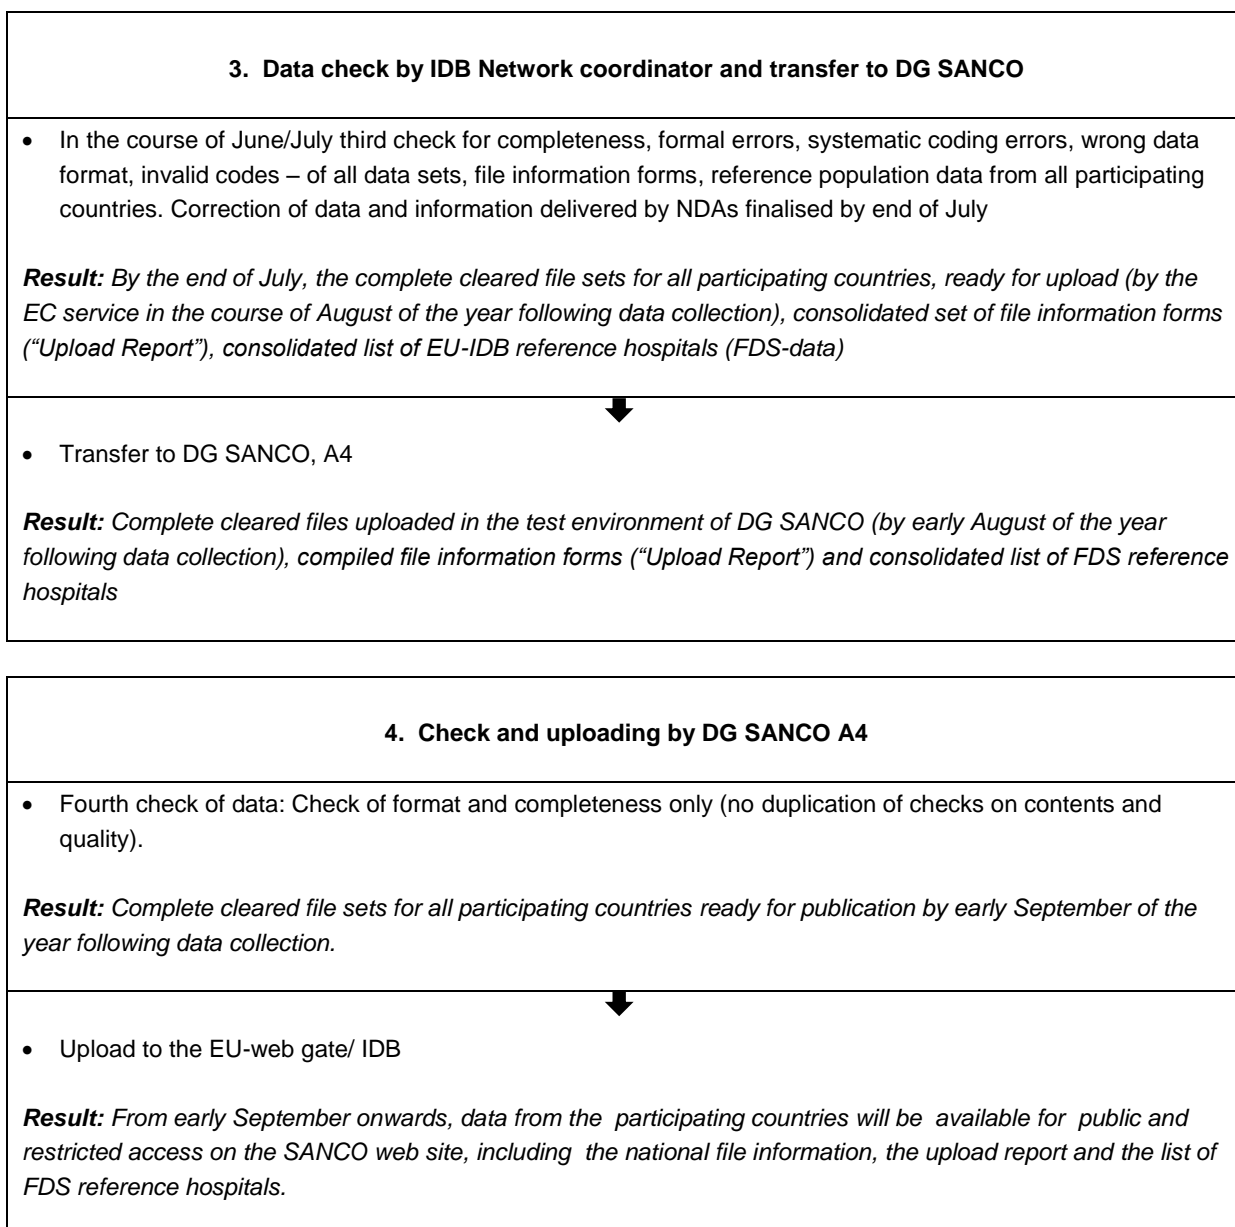 3. Data check by IDB Network coordinator and transfer to DG SANCO
• In the course of June/July third check for completeness, formal errors, systematic coding errors, wrong data
format, invalid codes – of all data sets, file information forms, reference population data from all participating
countries. Correction of data and information delivered by NDAs finalised by end of July
Result: By the end of July, the complete cleared file sets for all participating countries, ready for upload (by the
EC service in the course of August of the year following data collection), consolidated set of file information forms
(“Upload Report”), consolidated list of EU-IDB reference hospitals (FDS-data)
• Transfer to DG SANCO, A4
Result: Complete cleared files uploaded in the test environment of DG SANCO (by early August of the year
following data collection), compiled file information forms (“Upload Report”) and consolidated list of FDS reference
hospitals
4. Check and uploading by DG SANCO A4
• Fourth check of data: Check of format and completeness only (no duplication of checks on contents and
quality).
Result: Complete cleared file sets for all participating countries ready for publication by early September of the
year following data collection.
• Upload to the EU-web gate/ IDB
Result: From early September onwards, data from the participating countries will be available for public and
restricted access on the SANCO web site, including the national file information, the upload report and the list of
FDS reference hospitals.